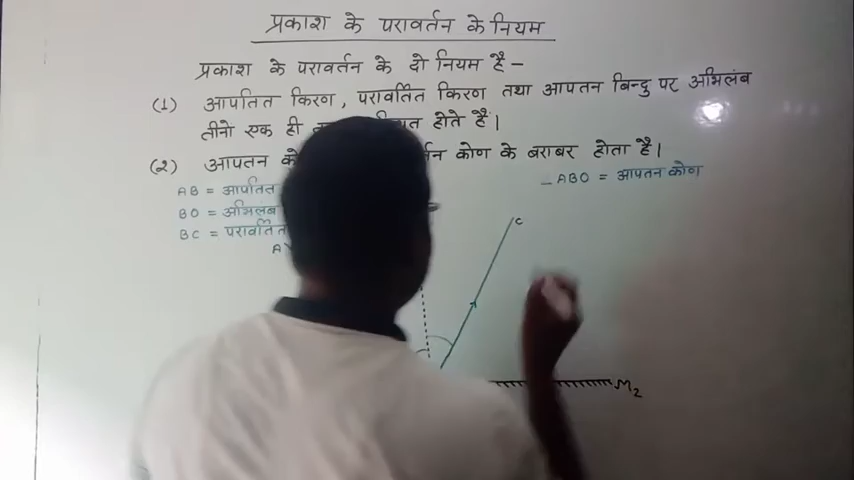 प्रकाश के परावर्तन के नियम
प्रकाश के परावर्तन के दो नियम है -
(1) आपतित किरण, परावर्तित किरण तथा आपतन बिन्दु पर अभिलंब
तीनो एक ही होते है।
(2) आपतन कोण के बराबर होता है।
AB = आपतित
∠ABO = आपतन कोण
BO = अभिलंब
BC = परावर्तित
C
A
M2